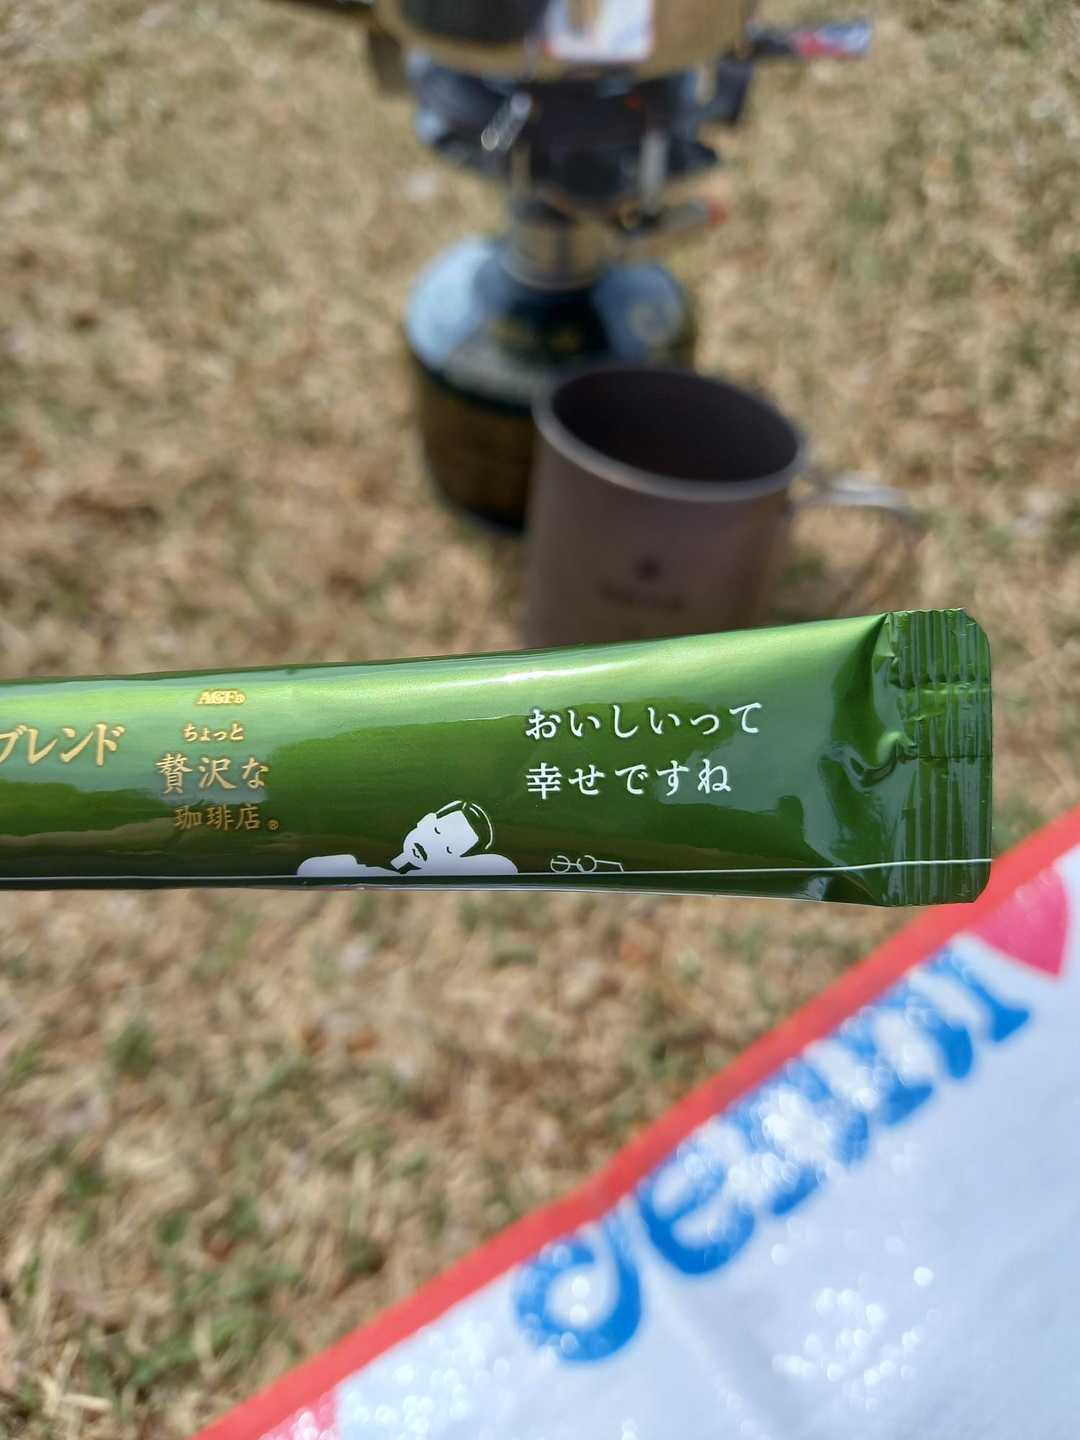 ブレンド
AGF®
ちょっと
贅沢な
珈琲店®
おいしいって
幸せですね